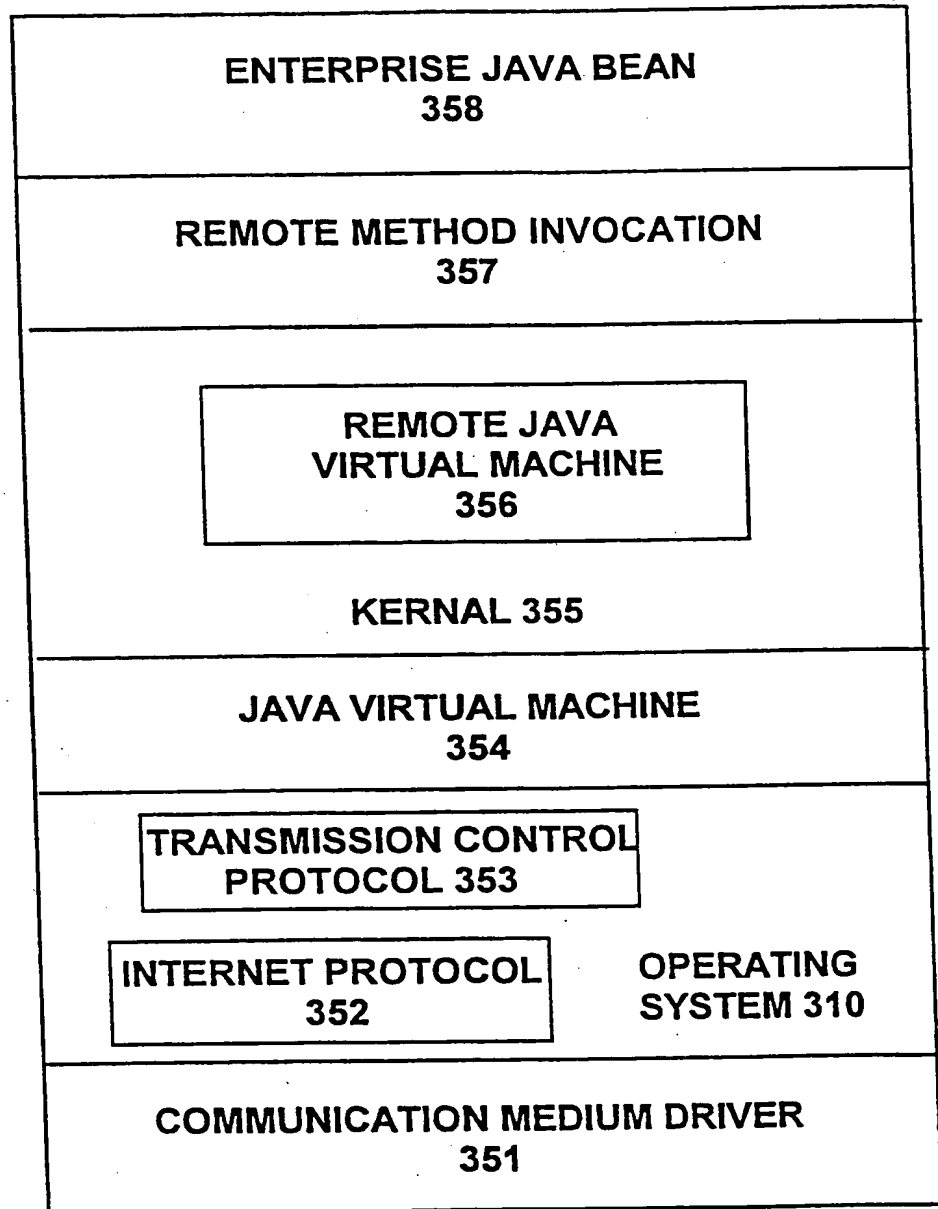 ENTERPRISE JAVA BEAN
358
REMOTE METHOD INVOCATION
357
REMOTE JAVA
VIRTUAL MACHINE
356
KERNAL 355
JAVA VIRTUAL MACHINE
354
TRANSMISSION CONTROL
PROTOCOL 353
INTERNET PROTOCOL
352
OPERATING
SYSTEM 310
COMMUNICATION MEDIUM DRIVER
351